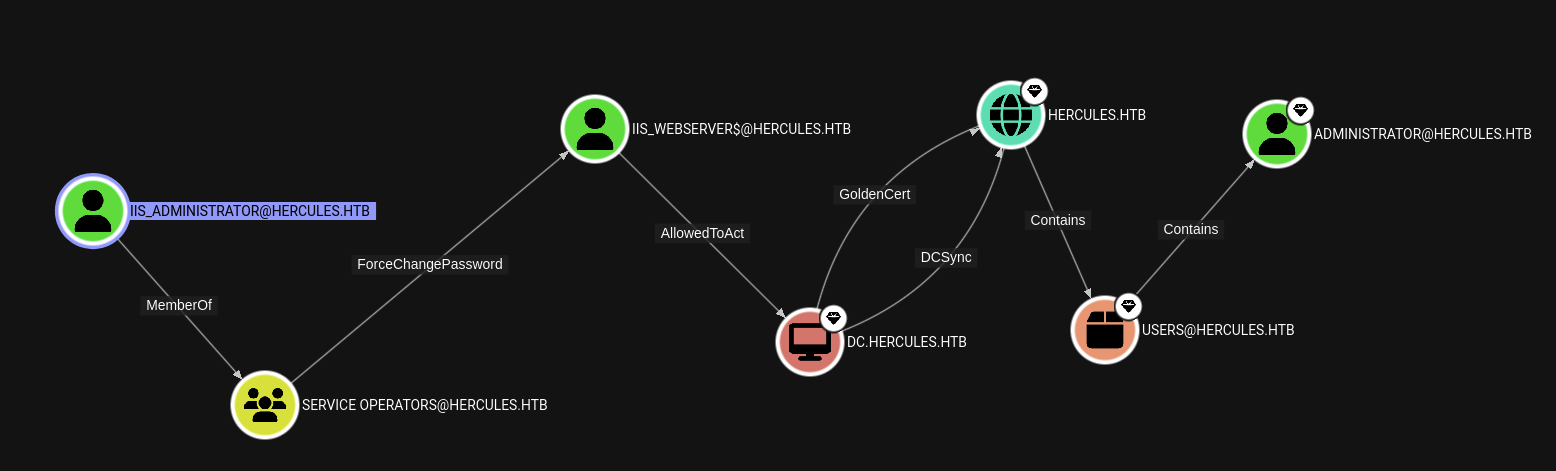 IIS_ADMINISTRATOR@HERCULES.HTB
MemberOf
SERVICE OPERATORS@HERCULES.HTB
ForceChangePassword
IIS_WEBSERVER$@HERCULES.HTB
AllowedToAct
DC.HERCULES.HTB
GoldenCert
DCSync
HERCULES.HTB
Contains
USERS@HERCULES.HTB
Contains
ADMINISTRATOR@HERCULES.HTB